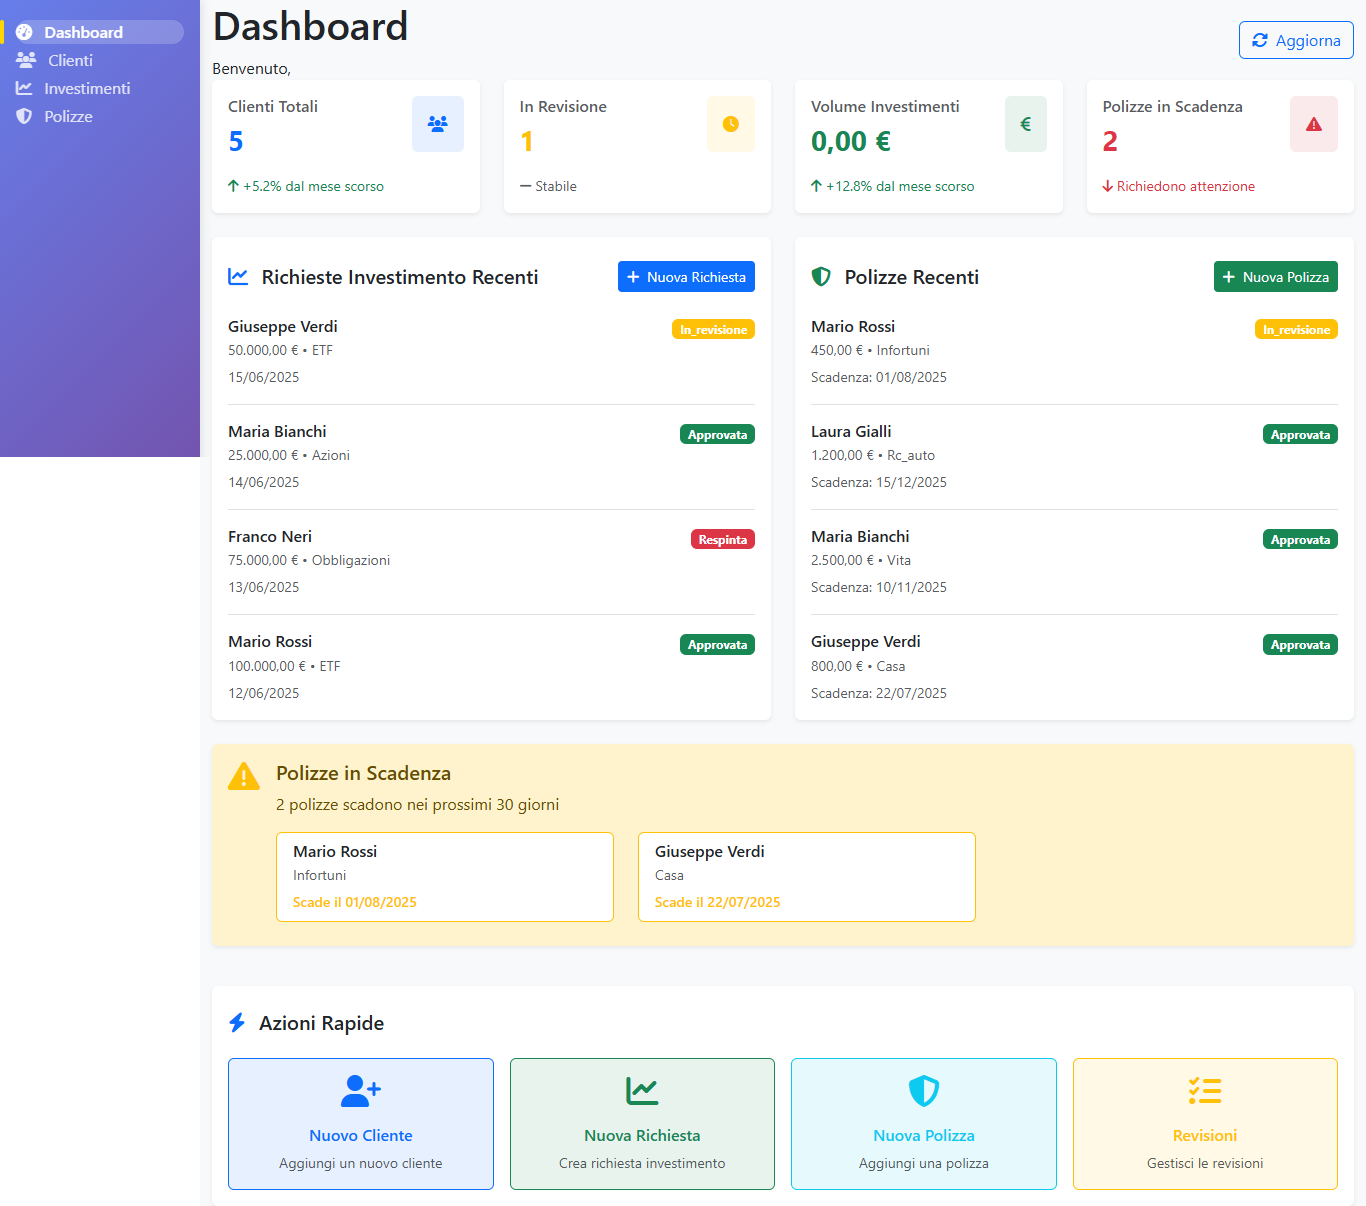 Dashboard
Clienti
Investimenti
Polizze
Dashboard
Aggiorna
Benvenuto,
Clienti Totali
5
+5.2% dal mese scorso
In Revisione
1
Stabile
Volume Investimenti
0,00 €
€
+12.8% dal mese scorso
Polizze in Scadenza
2
Richiedono attenzione
Richieste Investimento Recenti
+ Nuova Richiesta
Giuseppe Verdi
In_revisione
50.000,00 € • ETF
15/06/2025
Maria Bianchi
Approvata
25.000,00 € • Azioni
14/06/2025
Franco Neri
Respinta
75.000,00 € • Obbligazioni
13/06/2025
Mario Rossi
Approvata
100.000,00 € • ETF
12/06/2025
Polizze Recenti
+ Nuova Polizza
Mario Rossi
In_revisione
450,00 € • Infortuni
Scadenza: 01/08/2025
Laura Gialli
Approvata
1.200,00 € • Rc_auto
Scadenza: 15/12/2025
Maria Bianchi
Approvata
2.500,00 € • Vita
Scadenza: 10/11/2025
Giuseppe Verdi
Approvata
800,00 € • Casa
Scadenza: 22/07/2025
Polizze in Scadenza
2 polizze scadono nei prossimi 30 giorni
Mario Rossi
Infortuni
Scade il 01/08/2025
Giuseppe Verdi
Casa
Scade il 22/07/2025
Azioni Rapide
Nuovo Cliente
Aggiungi un nuovo cliente
Nuova Richiesta
Crea richiesta investimento
Nuova Polizza
Aggiungi una polizza
Revisioni
Gestisci le revisioni